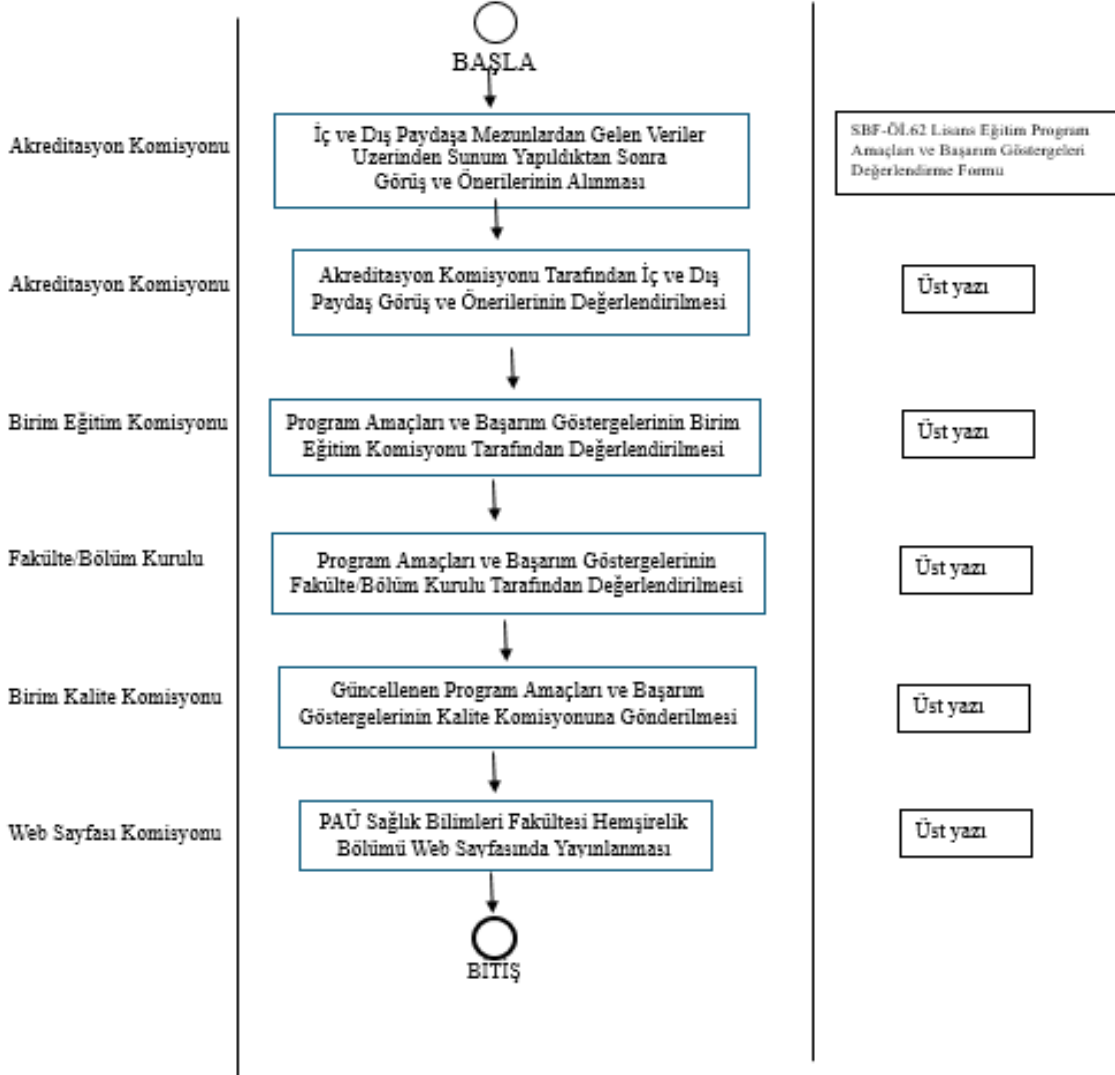 BAŞLA
Akreditasyon Komisyonu
İç ve Dış Paydaşa Mezunlardan Gelen Veriler
Üzerinden Sunum Yapıldıktan Sonra
Görüş ve Önerilerinin Alınması
SBF-ÖL62 Lisans Eğitim Program
Amaçları ve Başarım Göstergeleri
Değerlendirme Formu
Akreditasyon Komisyonu
Akreditasyon Komisyonu Tarafından İç ve Dış
Paydaş Görüş ve Önerilerinin Değerlendirilmesi
Üst yazı
Birim Eğitim Komisyonu
Program Amaçları ve Başarım Göstergelerinin Birim
Eğitim Komisyonu Tarafından Değerlendirilmesi
Üst yazı
Fakülte/Bölüm Kurulu
Program Amaçları ve Başarım Göstergelerinin
Fakülte/Bölüm Kurulu Tarafından Değerlendirilmesi
Üst yazı
Birim Kalite Komisyonu
Güncellenen Program Amaçları ve Başarım
Göstergelerinin Kalite Komisyonuna Gönderilmesi
Üst yazı
Web Sayfası Komisyonu
PAÜ Sağlık Bilimleri Fakültesi Hemşirelik
Bölümü Web Sayfasında Yayınlanması
Üst yazı
BİTİŞ